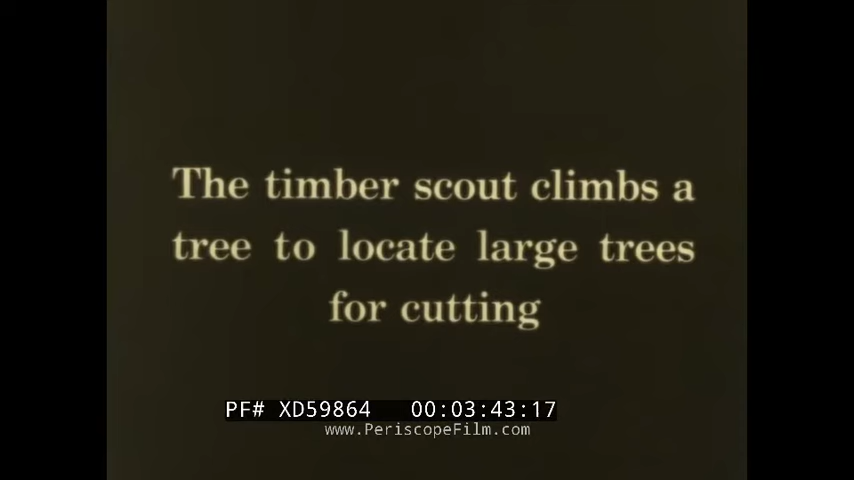 The timber scout climbs a
tree to locate large trees
for cutting
PF# XD59864 00:03:43:17
www.PeriscopeFilm.com